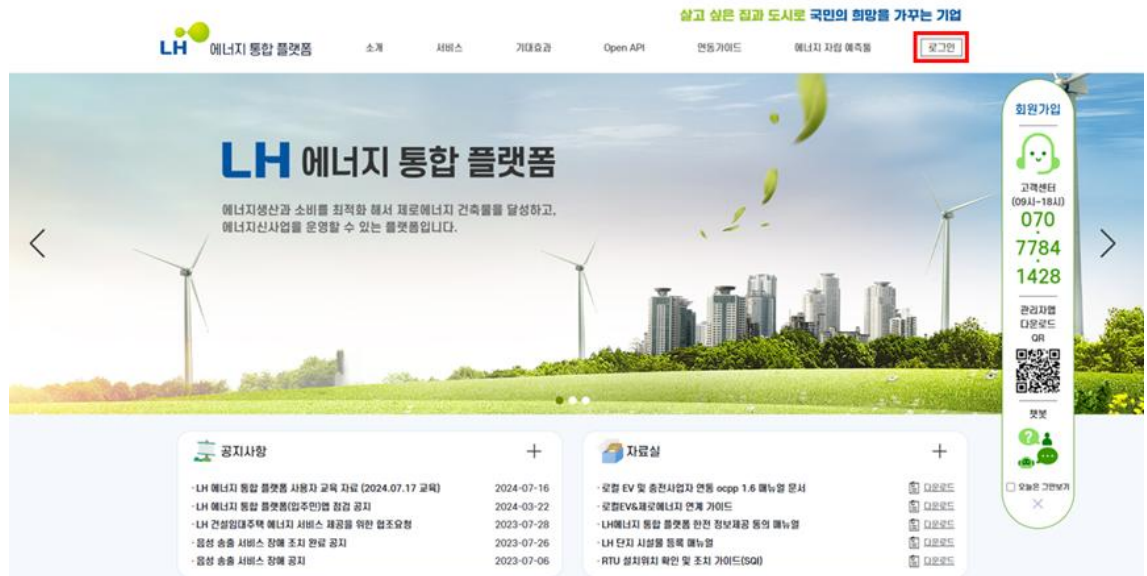 살고 싶은 집과 도시로 국민의 희망을 가꾸는 기업
LH 에너지 통합 플랫폼
소개
서비스
기대효과
Open API
연동가이드
에너지 자립 예측툴
로그인
LH 에너지 통합 플랫폼
에너지생산과 소비를 최적화 해서 제로에너지 건축물을 달성하고,
에너지신사업을 운영할 수 있는 플랫폼입니다.
회원가입
고객센터
(09시~18시)
070
7784
1428
관리자앱
다운로드
QR
챗봇
오늘은 그만보기
공지사항
· LH 에너지 통합 플랫폼 사용자 교육 자료 (2024.07.17 교육) 2024-07-16
· LH 에너지 통합 플랫폼(입주민)앱 점검 공지 2024-03-22
· LH 건설임대주택 에너지 서비스 제공을 위한 협조요청 2023-07-28
· 음성 송출 서비스 장애 조치 완료 공지 2023-07-26
· 음성 송출 서비스 장애 공지 2023-07-06
자료실
· 로컬 EV 및 충전사업자 연동 ocpp 1.6 매뉴얼 문서 다운로드
· 로컬EV&제로에너지 연계 가이드 다운로드
· LH에너지 통합 플랫폼 한전 정보제공 동의 매뉴얼 다운로드
· LH 단지 시설물 등록 매뉴얼 다운로드
· RTU 설치위치 확인 및 조치 가이드(SQI) 다운로드